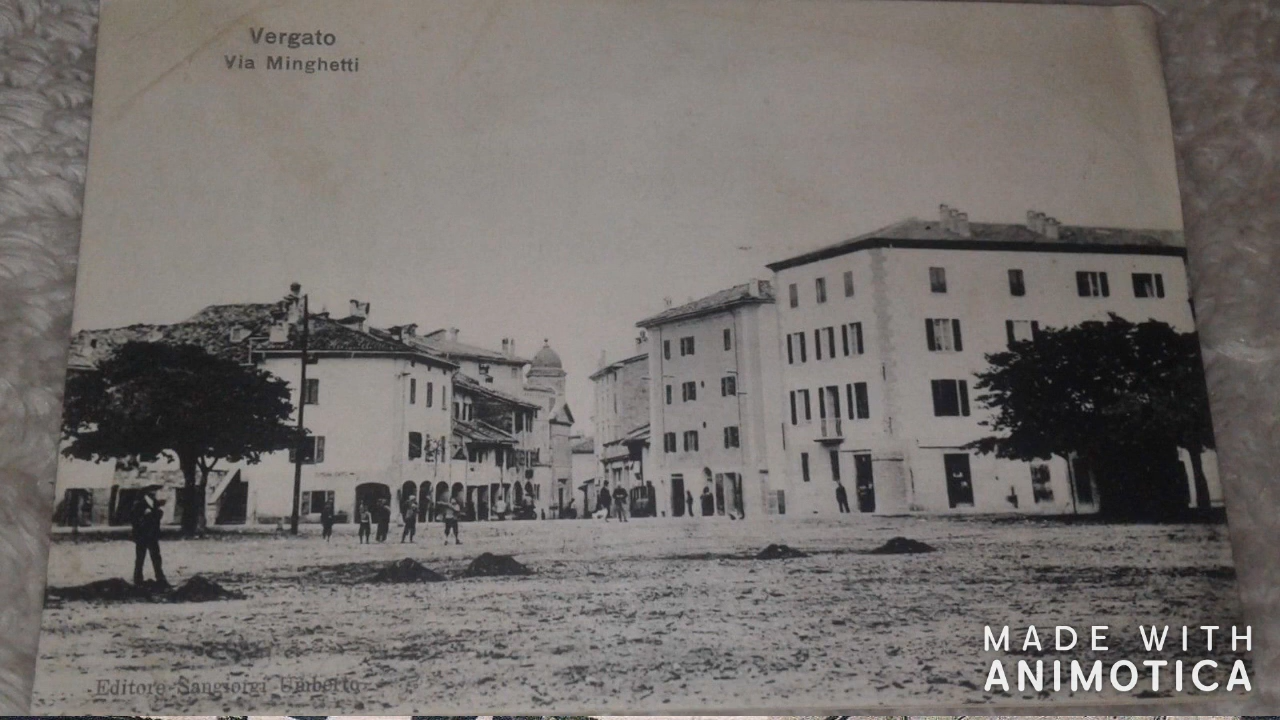 Vergato
Via Minghetti
Editore Sangiorgi Umberto
MADE WITH
ANIMOTICA